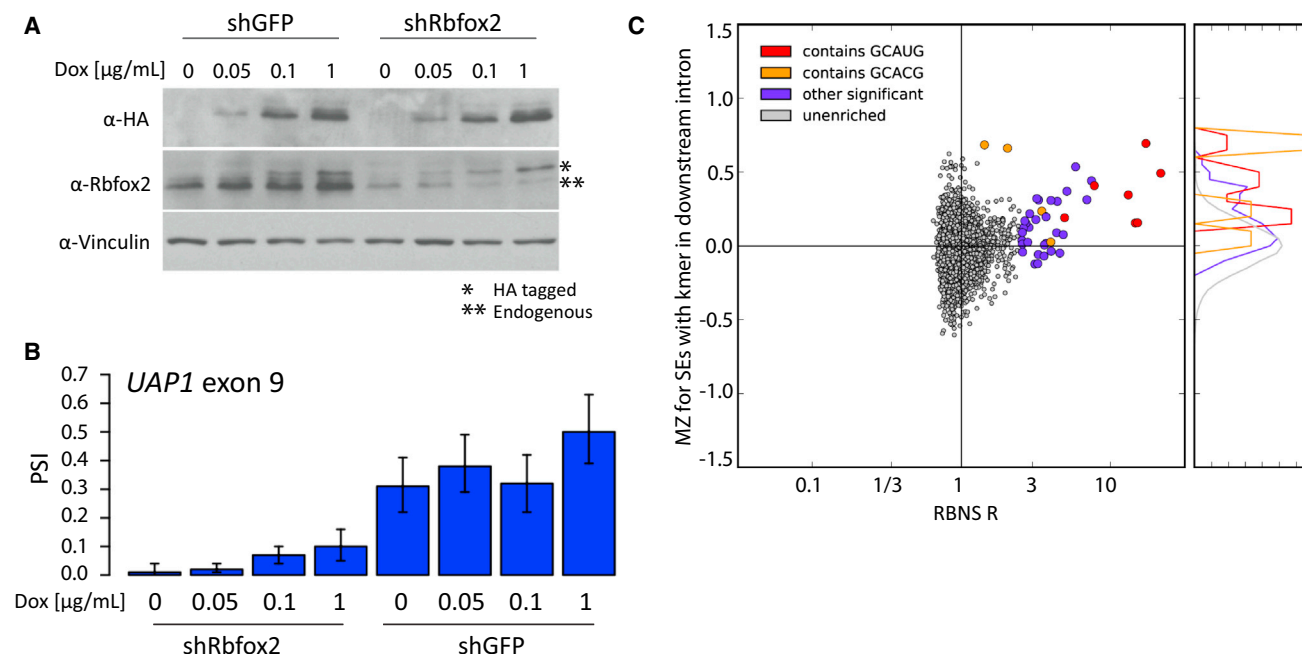 A
shGFP shRbfox2
Dox [µg/mL] 0 0.05 0.1 1 0 0.05 0.1 1
α-HA
α-Rbfox2
*
**
α-Vinculin
* HA tagged
** Endogenous
B
UAP1 exon 9
PSI
0.7
0.6
0.5
0.4
0.3
0.2
0.1
0.0
Dox [µg/mL] 0 0.05 0.1 1 0 0.05 0.1 1
shRbfox2 shGFP
C
MZ for SEs with kmer in downstream intron
1.5
1.0
0.5
0.0
-0.5
-1.0
-1.5
contains GCAUG
contains GCACG
other significant
unenriched
0.1 1/3 1 3 10
RBNS R